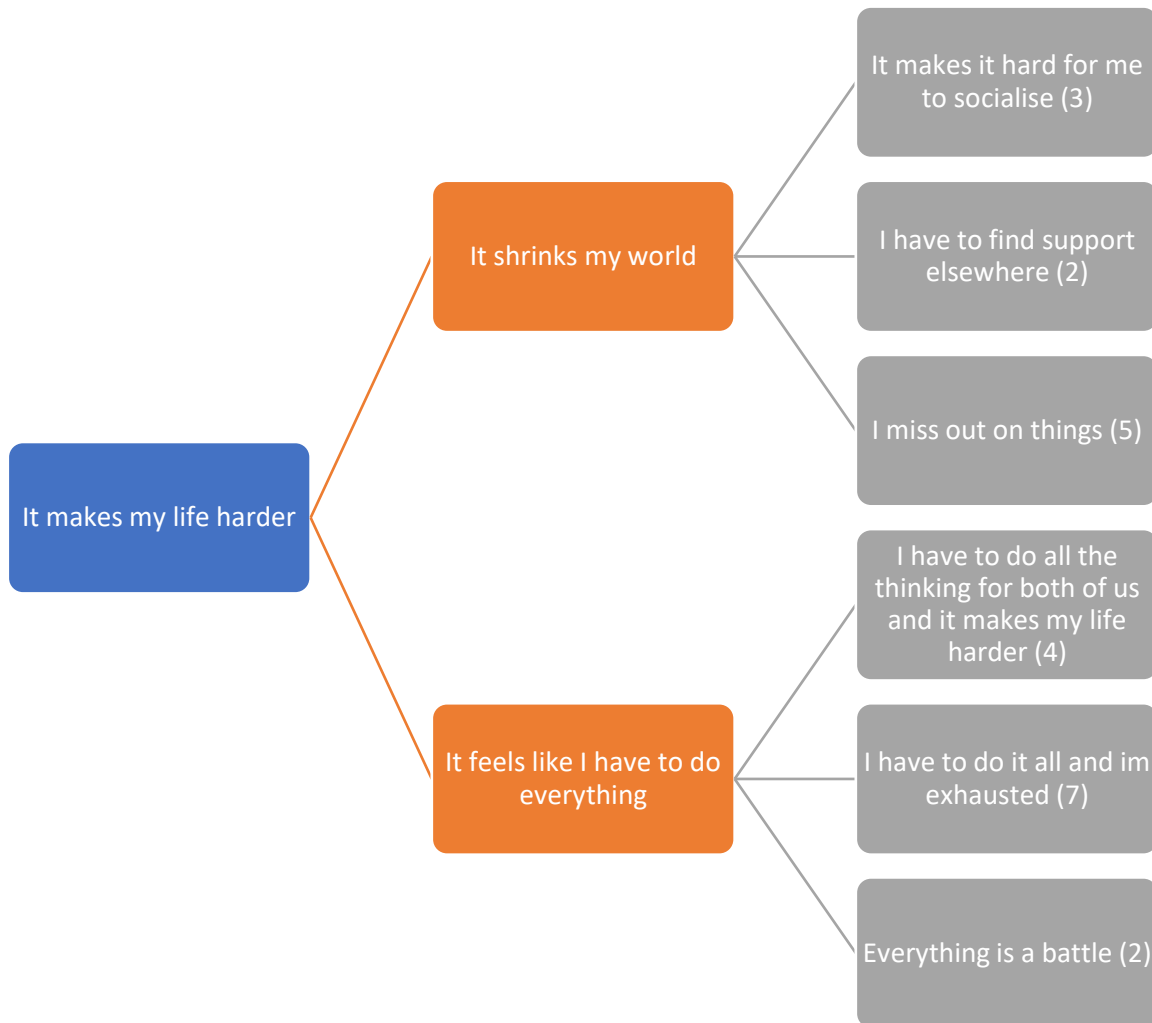 It makes my life harder
It shrinks my world
It makes it hard for me
to socialise (3)
I have to find support
elsewhere (2)
I miss out on things (5)
It feels like I have to do
everything
I have to do all the
thinking for both of us
and it makes my life
harder (4)
I have to do it all and im
exhausted (7)
Everything is a battle (2)